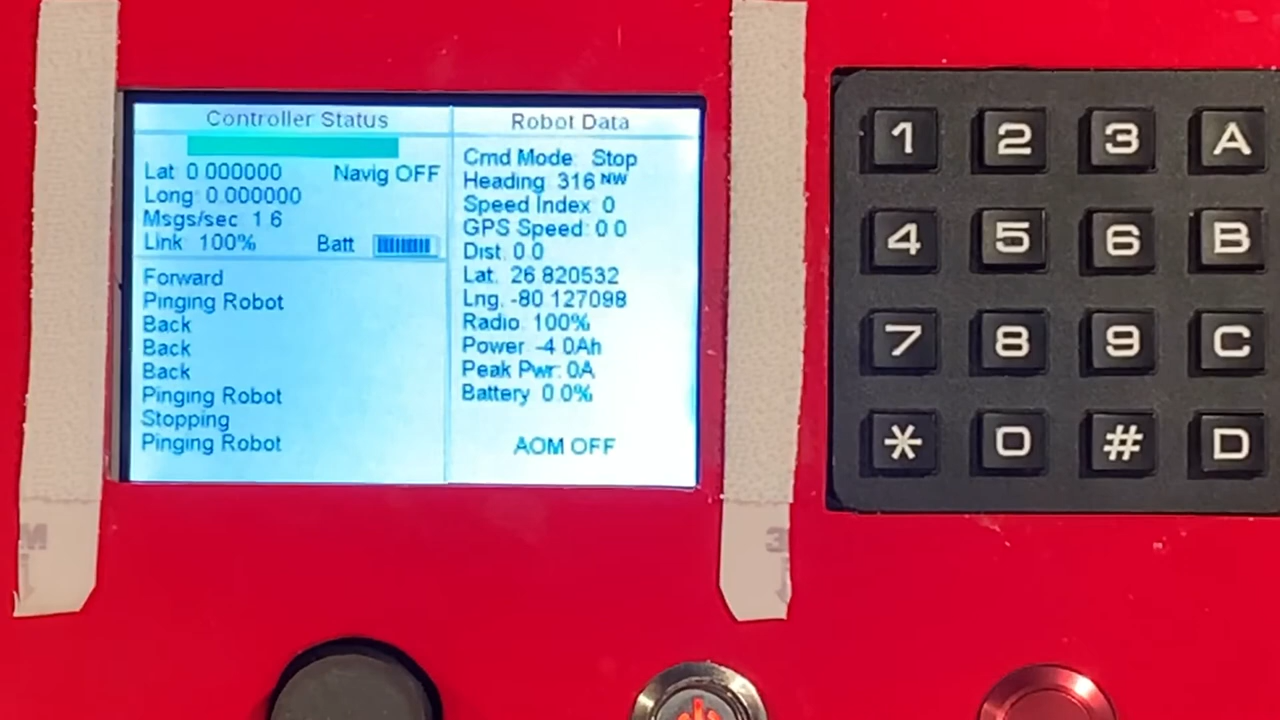 Controller Status
Lat 0 000000 Navig OFF
Long 0 000000
Msgs/sec 1 6
Link 100% Batt
Forward
Pinging Robot
Back
Back
Back
Pinging Robot
Stopping
Pinging Robot
Robot Data
Cmd Mode: Stop
Heading 316 NW
Speed Index 0
GPS Speed: 0 0
Dist. 0.0
Lat. 26 820532
Lng. -80 127098
Radio 100%
Power -4 0Ah
Peak Pwr: 0A
Battery 0.0%
AOM OFF
1 2 3 A
4 5 6 B
7 8 9 C
* 0 # D